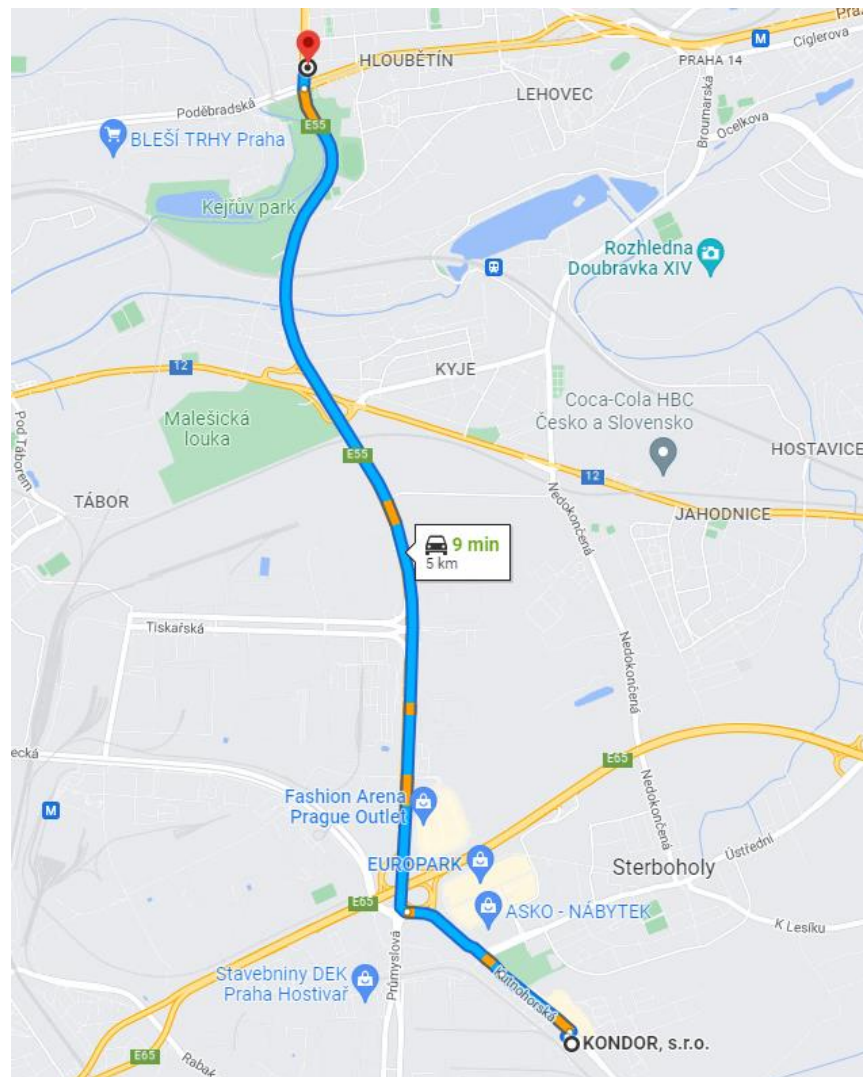 Praž
M
Ciglerova
HLOUBĚTÍN
PRAHA 14
LEHOVEC
Poděbradská
E55
Broumarská
Ocelkova
BLEŠÍ TRHY Praha
Kejřův park
Rozhledna
Doubravka XIV
12
KYJE
Malešická
louka
Coca-Cola HBC
Česko a Slovensko
Pod Táborem
E55
HOSTAVICE
12
Nedokončená
TÁBOR
JAHODNICE
9 min
5 km
Tiskařská
Nedokončená
ecká
E65
Nedokončená
M
Fashion Arena
Prague Outlet
EUROPARK
Ústřední
Sterboholy
E65
ASKO - NÁBYTEK
K Lesíku
Průmyslová
Stavebniny DEK
Praha Hostivař
Kutnohorská
KONDOR, s.r.o.
E65
Rabak